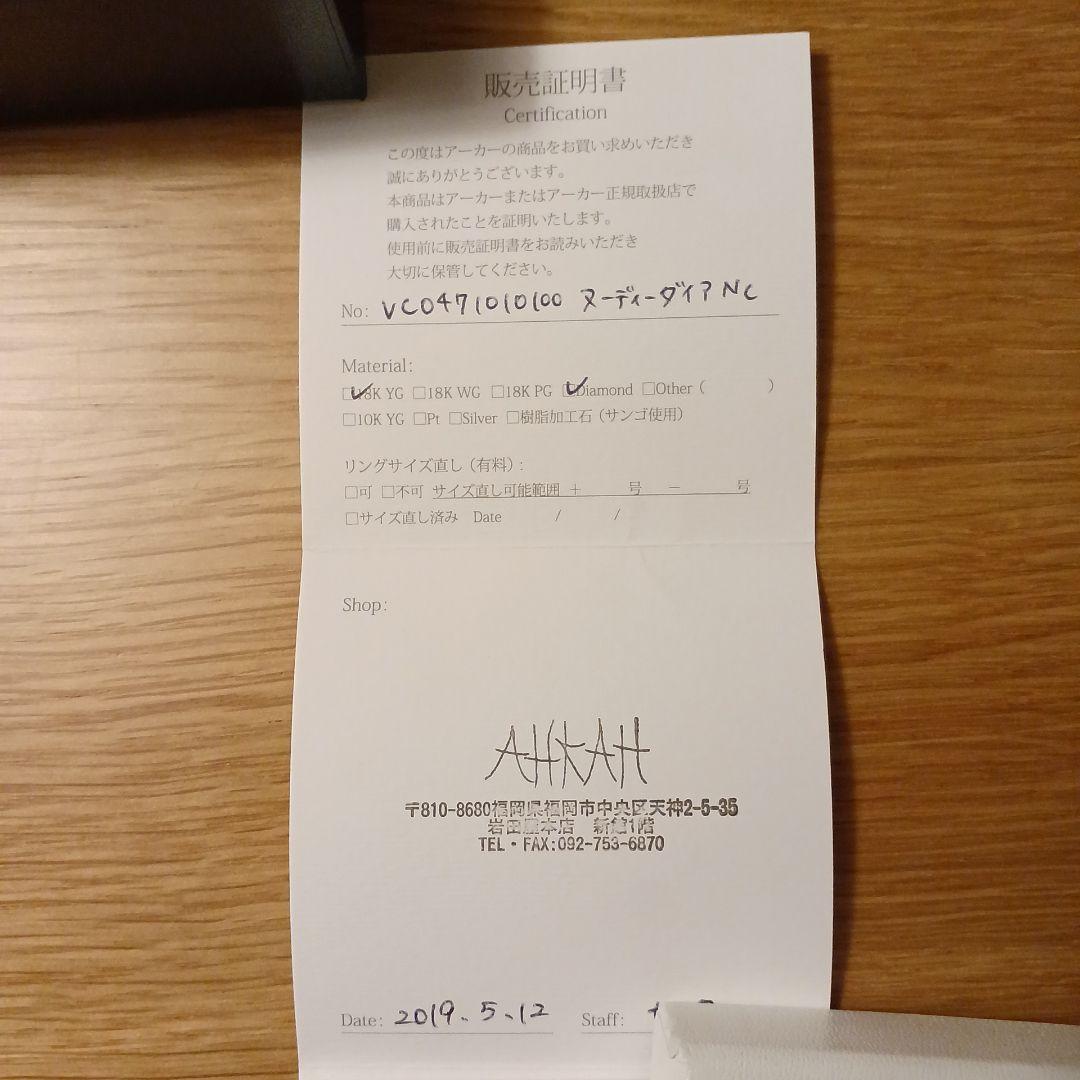 販売証明書
Certification
この度はアーカーの商品をお買い求めいただき
誠にありがとうございます。
本商品はアーカーまたはアーカー正規取扱店で
購入されたことを証明いたします。
使用前に販売証明書をお読みいただき
大切に保管してください。
No: VC0471010100 ヌーディーダイアNC
Material:
☑18K YG □18K WG □18K PG ☑Diamond □Other (　　　)
□10K YG □Pt □Silver □樹脂加工石（サンゴ使用）
リングサイズ直し（有料）:
□可 □不可 サイズ直し可能範囲 ＋　　　号　－　　　号
□サイズ直し済み　Date　　　/　　　/
Shop:
AHKAH
〒810-8680福岡県福岡市中央区天神2-5-35
岩田屋本店　新館1階
TEL・FAX:092-753-6870
Date: 2019.5.12 Staff: